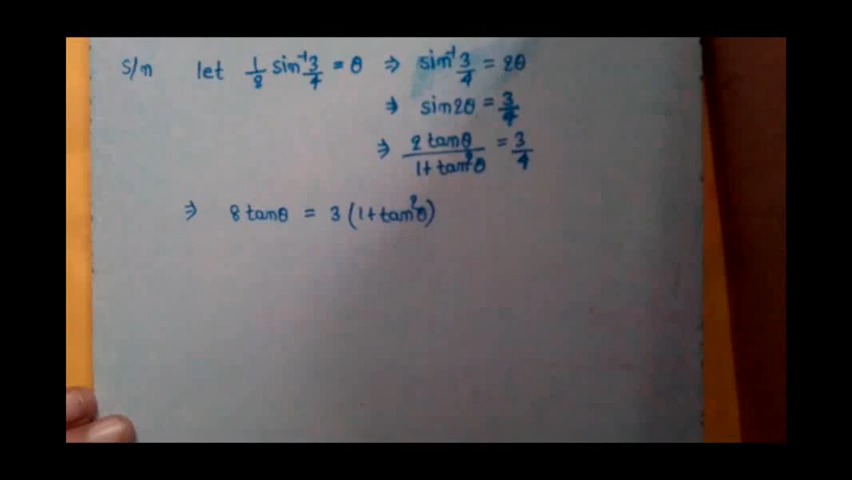 S/n let 1/2 sin⁻¹ 3/4 = θ ⇒ sin⁻¹ 3/4 = 2θ
⇒ sin2θ = 3/4
⇒ 2 tanθ / 1 + tan²θ = 3/4
⇒ 8 tanθ = 3 (1 + tan²θ)